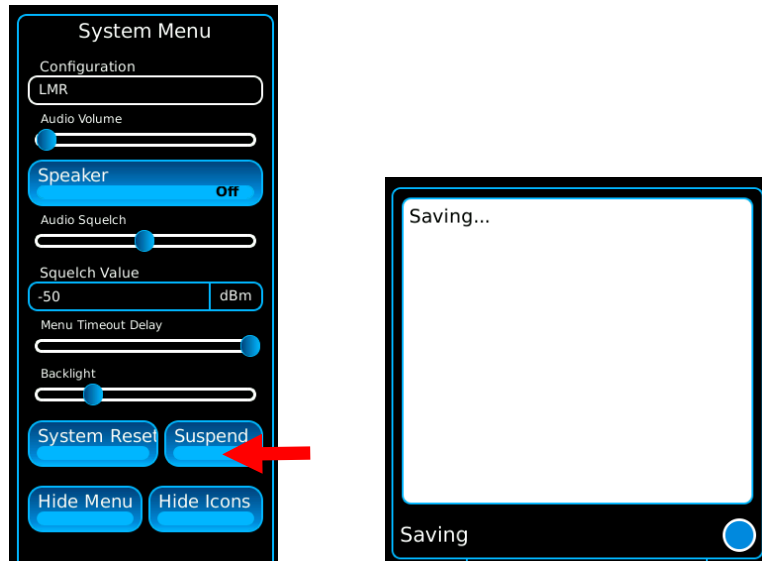 System Menu
Configuration
LMR
Audio Volume
Speaker
Off
Audio Squelch
Squelch Value
-50 dBm
Menu Timeout Delay
Backlight
System Reset Suspend
Hide Menu Hide Icons
Saving...
Saving